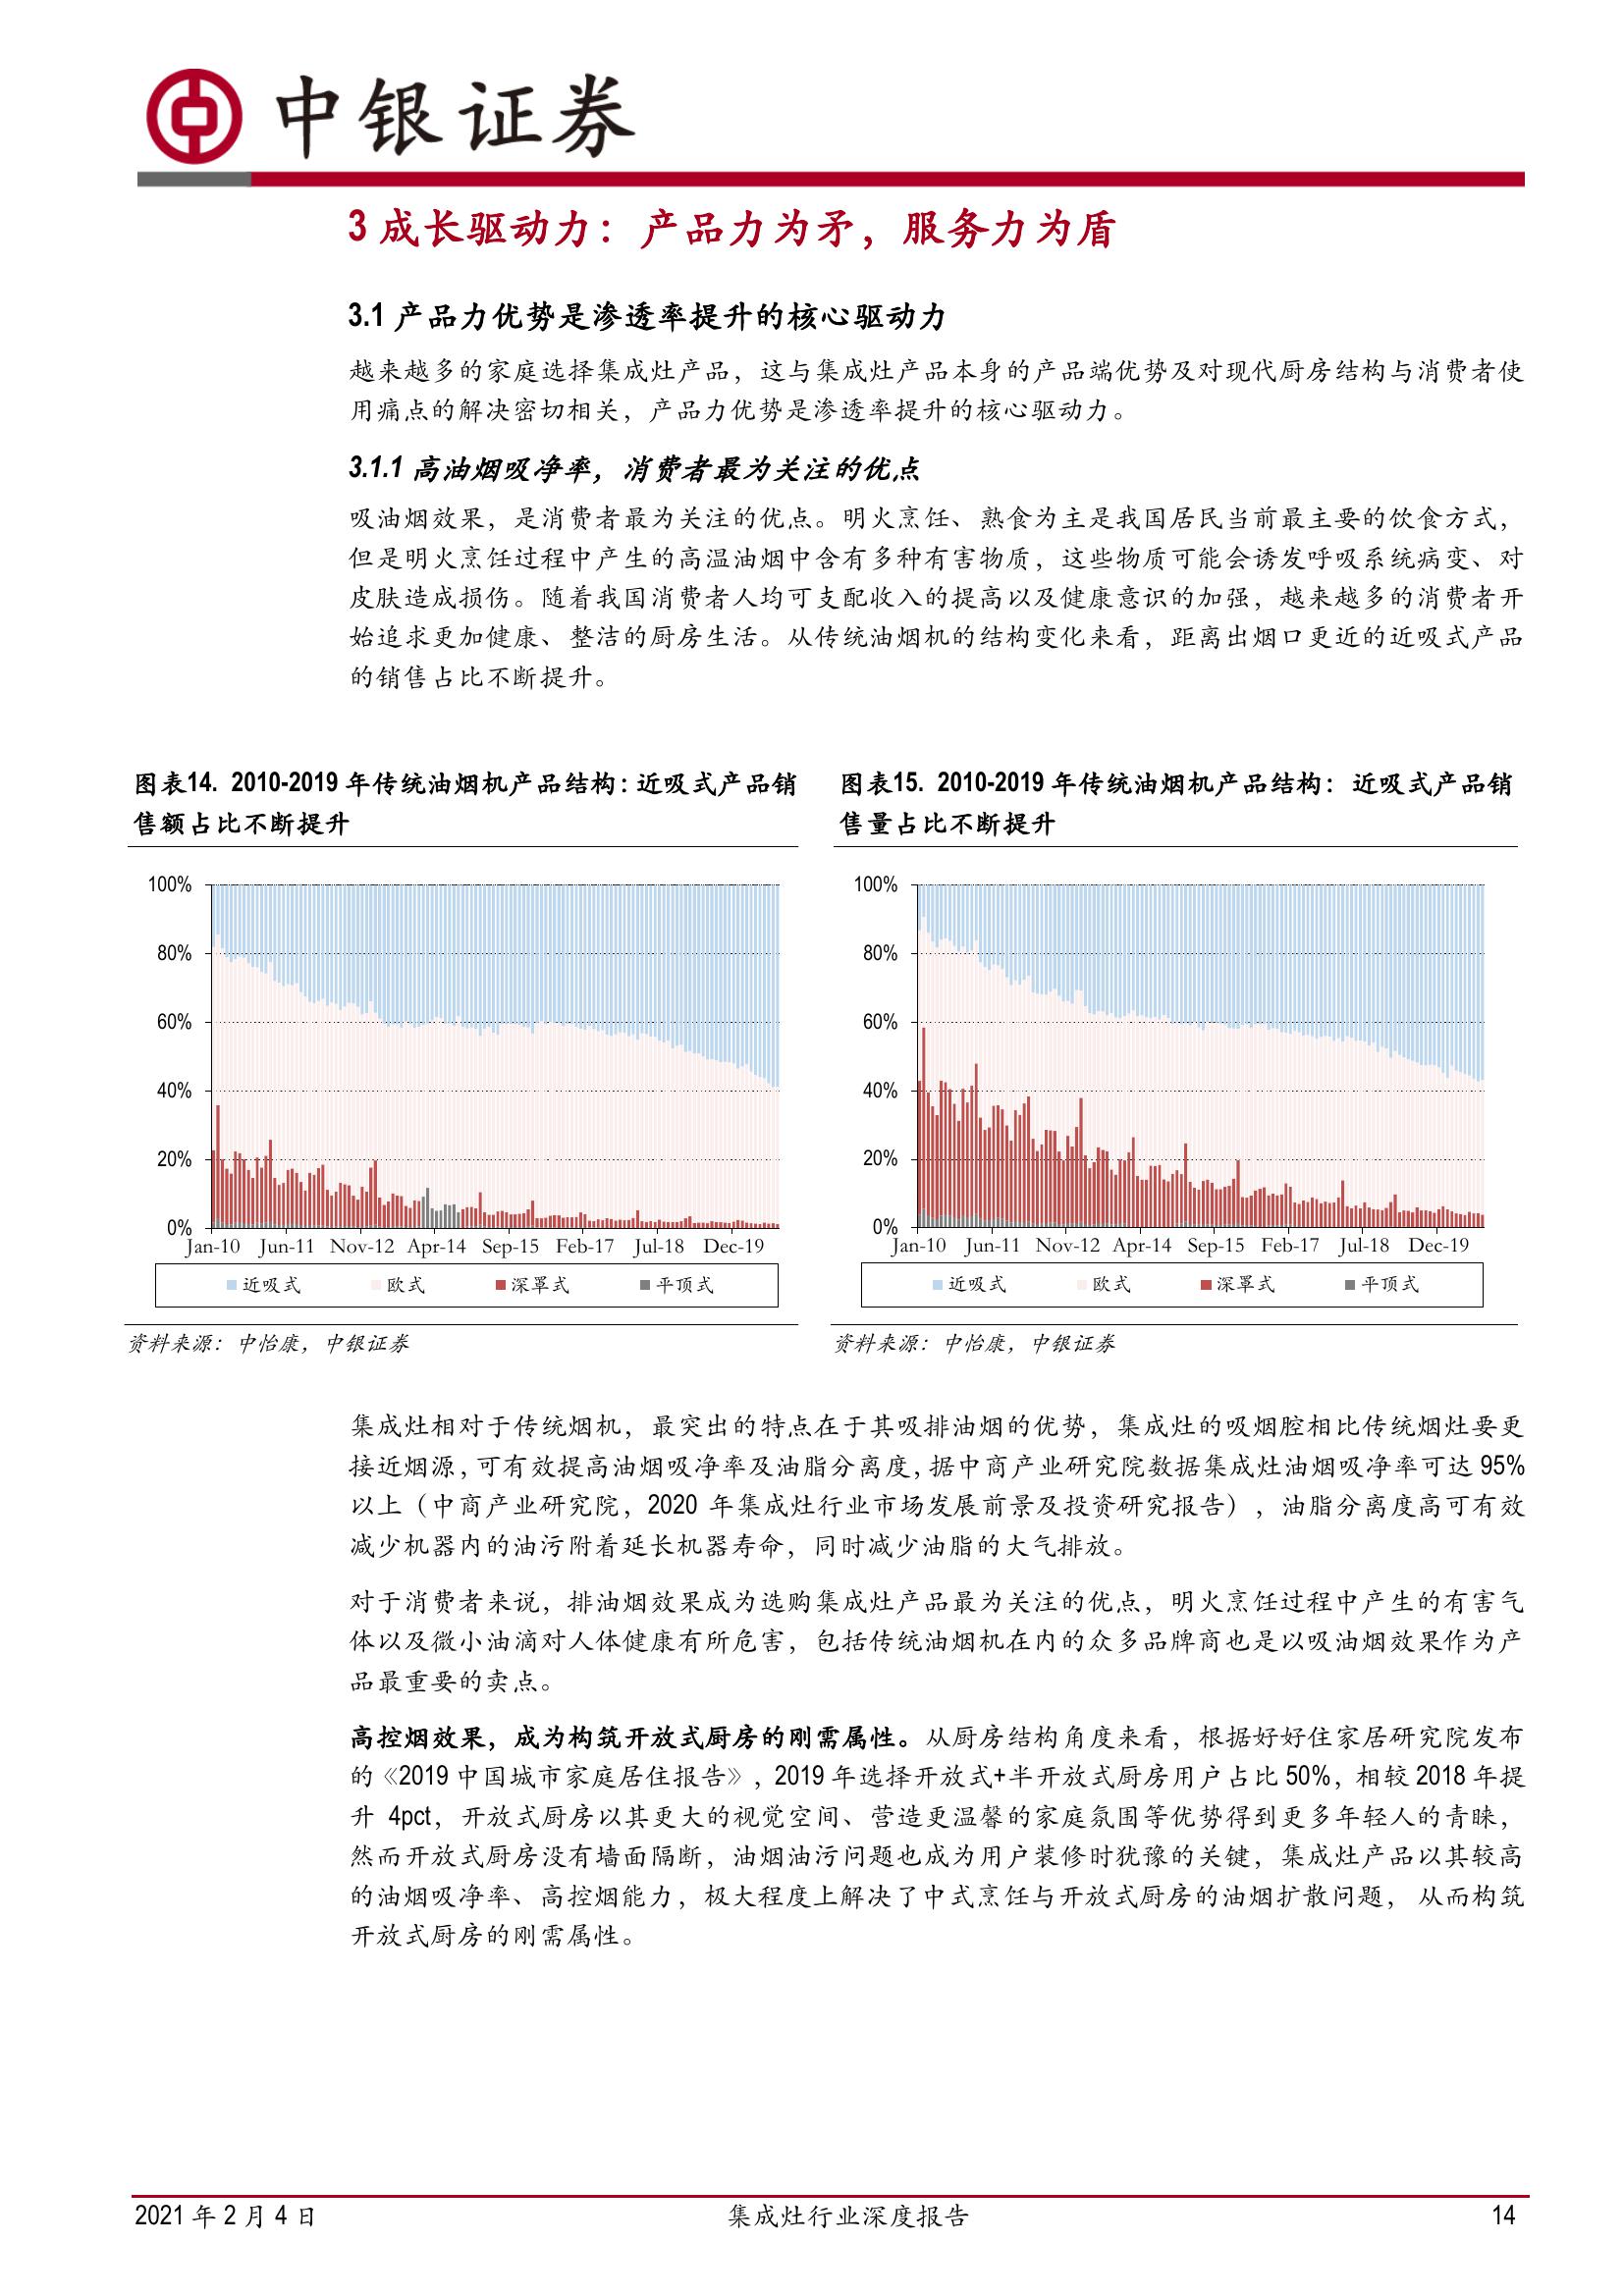 中银证券
3 成长驱动力：产品力为矛，服务力为盾
3.1 产品力优势是渗透率提升的核心驱动力
越来越多的家庭选择集成灶产品，这与集成灶产品本身的产品端优势及对现代厨房结构与消费者使
用痛点的解决密切相关，产品力优势是渗透率提升的核心驱动力。
3.1.1 高油烟吸净率，消费者最为关注的优点
吸油烟效果，是消费者最为关注的优点。明火烹饪、熟食为主是我国居民当前最主要的饮食方式，
但是明火烹饪过程中产生的高温油烟中含有多种有害物质，这些物质可能会诱发呼吸系统病变、对
皮肤造成损伤。随着我国消费者人均可支配收入的提高以及健康意识的加强，越来越多的消费者开
始追求更加健康、整洁的厨房生活。从传统油烟机的结构变化来看，距离出烟口更近的近吸式产品
的销售占比不断提升。
图表14. 2010-2019 年传统油烟机产品结构：近吸式产品销
售额占比不断提升
100%
80%
60%
40%
20%
0%
Jan-10 Jun-11 Nov-12 Apr-14 Sep-15 Feb-17 Jul-18 Dec-19
近吸式 欧式 深罩式 平顶式
资料来源：中怡康，中银证券
图表15. 2010-2019 年传统油烟机产品结构：近吸式产品销
售量占比不断提升
100%
80%
60%
40%
20%
0%
Jan-10 Jun-11 Nov-12 Apr-14 Sep-15 Feb-17 Jul-18 Dec-19
近吸式 欧式 深罩式 平顶式
资料来源：中怡康，中银证券
集成灶相对于传统烟机，最突出的特点在于其吸排油烟的优势，集成灶的吸烟腔相比传统烟灶要更
接近烟源，可有效提高油烟吸净率及油脂分离度，据中商产业研究院数据集成灶油烟吸净率可达 95%
以上（中商产业研究院，2020 年集成灶行业市场发展前景及投资研究报告），油脂分离度高可有效
减少机器内的油污附着延长机器寿命，同时减少油脂的大气排放。
对于消费者来说，排油烟效果成为选购集成灶产品最为关注的优点，明火烹饪过程中产生的有害气
体以及微小油滴对人体健康有所危害，包括传统油烟机在内的众多品牌商也是以吸油烟效果作为产
品最重要的卖点。
高控烟效果，成为构筑开放式厨房的刚需属性。从厨房结构角度来看，根据好好住家居研究院发布
的《2019 中国城市家庭居住报告》，2019 年选择开放式+半开放式厨房用户占比 50%，相较 2018 年提
升 4pct，开放式厨房以其更大的视觉空间、营造更温馨的家庭氛围等优势得到更多年轻人的青睐，
然而开放式厨房没有墙面隔断，油烟油污问题也成为用户装修时犹豫的关键，集成灶产品以其较高
的油烟吸净率、高控烟能力，极大程度上解决了中式烹饪与开放式厨房的油烟扩散问题，从而构筑
开放式厨房的刚需属性。
2021 年 2 月 4 日 集成灶行业深度报告 14